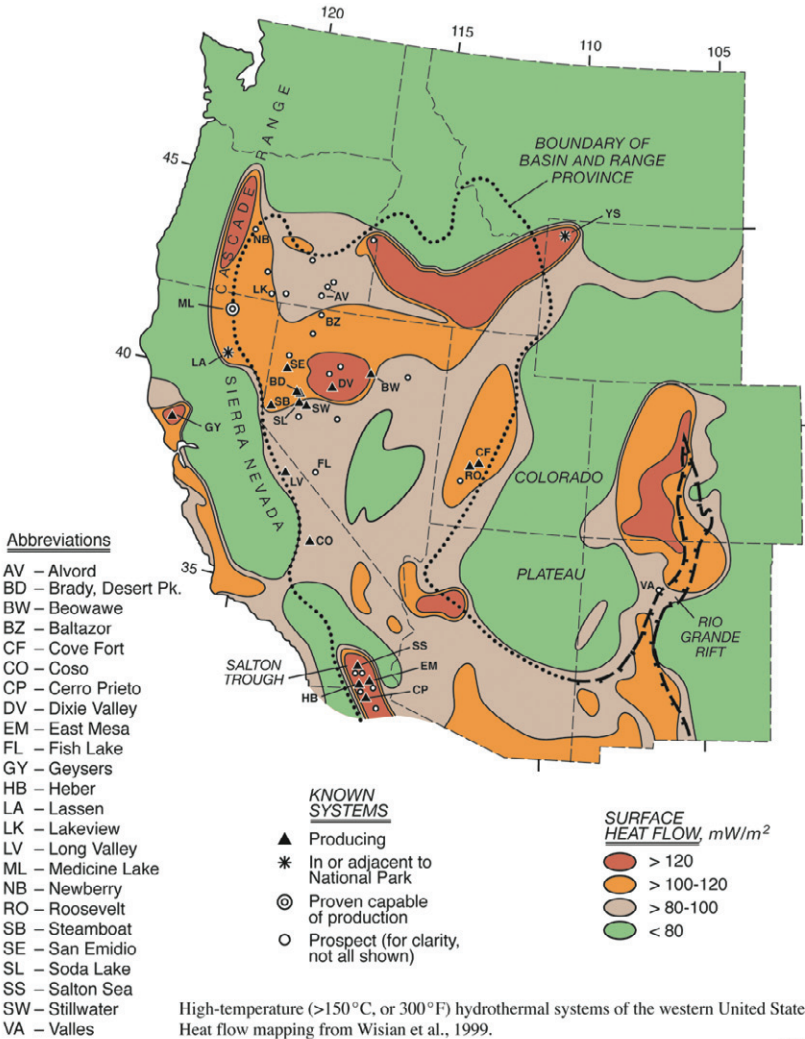 120
115
110
105
45
40
35
CASCADE RANGE
BOUNDARY OF
BASIN AND RANGE
PROVINCE
YS
NB
LK
AV
ML
BZ
LA
SE
DV
BW
BD
SB
SW
SL
GY
SIERRA NEVADA
FL
LV
CF
RO
COLORADO
CO
PLATEAU
VA
RIO
GRANDE
RIFT
SALTON
TROUGH
SS
EM
HB
CP
Abbreviations
AV – Alvord
BD – Brady, Desert Pk.
BW – Beowawe
BZ – Baltazor
CF – Cove Fort
CO – Coso
CP – Cerro Prieto
DV – Dixie Valley
EM – East Mesa
FL – Fish Lake
GY – Geysers
HB – Heber
LA – Lassen
LK – Lakeview
LV – Long Valley
ML – Medicine Lake
NB – Newberry
RO – Roosevelt
SB – Steamboat
SE – San Emidio
SL – Soda Lake
SS – Salton Sea
SW – Stillwater
VA – Valles
KNOWN
SYSTEMS
Producing
In or adjacent to
National Park
Proven capable
of production
Prospect (for clarity,
not all shown)
SURFACE
HEAT FLOW, mW/m²
> 120
> 100-120
> 80-100
< 80
High-temperature (>150°C, or 300°F) hydrothermal systems of the western United State
Heat flow mapping from Wisian et al., 1999.